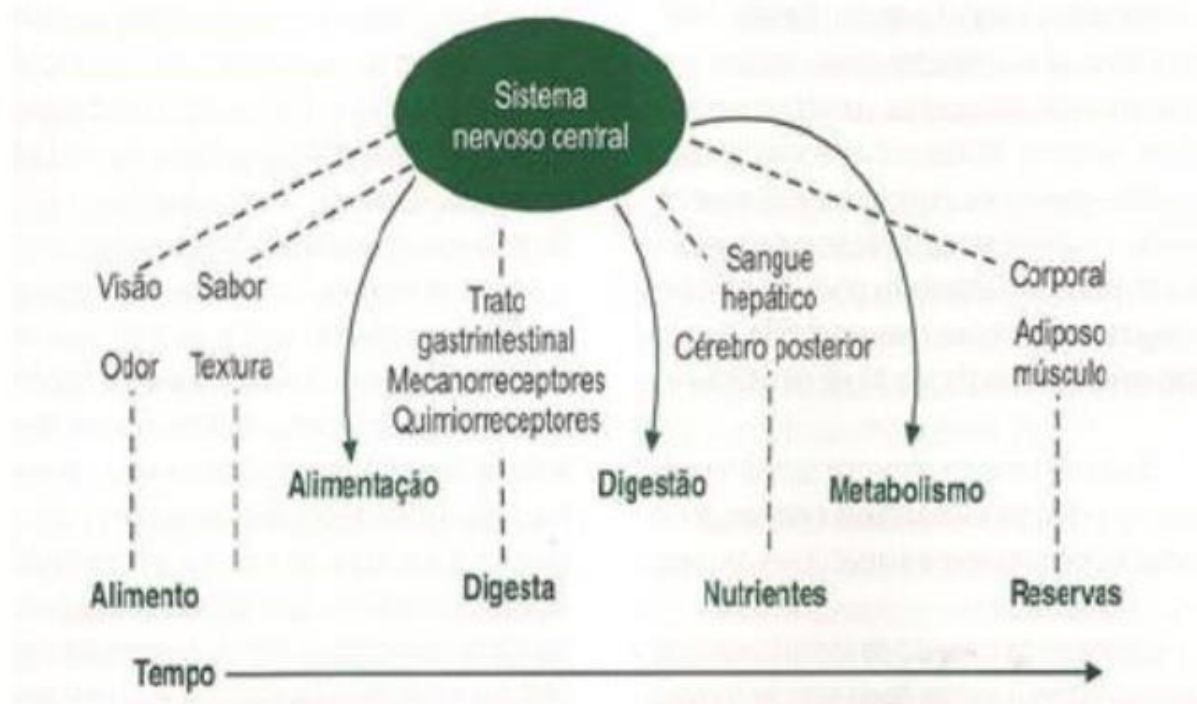 Sistema
nervoso central
Visão
Sabor
Odor
Textura
Trato
gastrintestinal
Mecanorreceptores
Quirriorreceptores
Sangue
hepático
Cérebro posterior
Corporal
Adiposo
músculo
Alimentação
Digestão
Metabolismo
Alimento
Digesta
Nutrientes
Reservas
Tempo